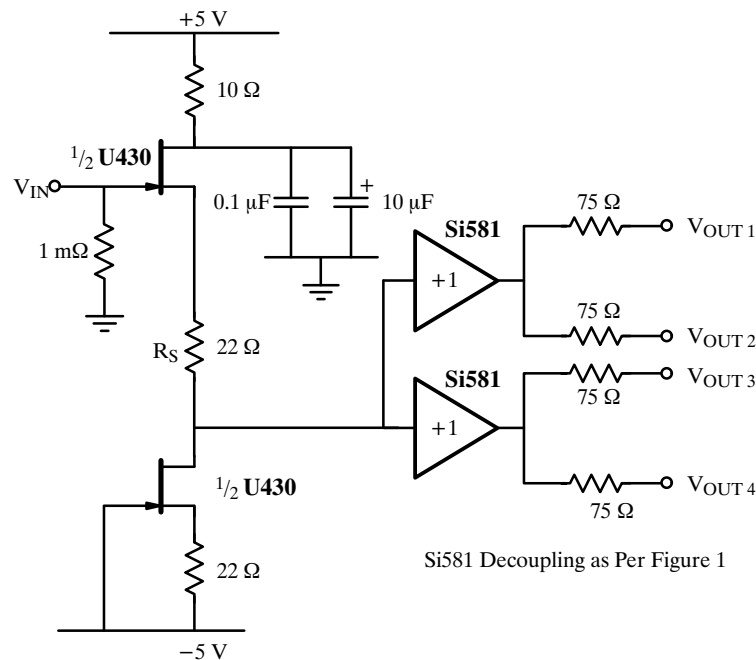 +5 V
10 Ω
1/2 U430
VIN
1 mΩ
0.1 µF
+
10 µF
RS
22 Ω
Si581
+1
75 Ω
VOUT 1
75 Ω
VOUT 2
Si581
+1
75 Ω
VOUT 3
75 Ω
VOUT 4
1/2 U430
22 Ω
Si581 Decoupling as Per Figure 1
−5 V